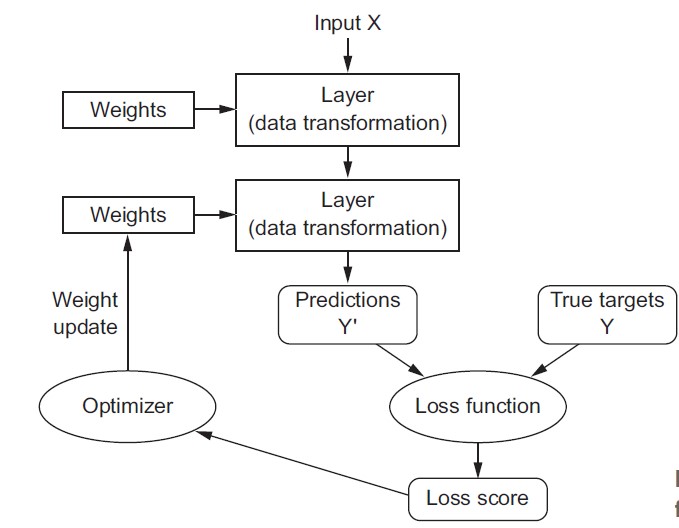 Input X
Weights
Layer
(data transformation)
Weights
Layer
(data transformation)
Weight
update
Predictions
Y'
True targets
Y
Optimizer
Loss function
Loss score